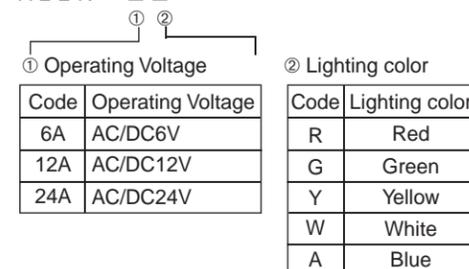 ① ②
① Operating Voltage
Code Operating Voltage
6A AC/DC6V
12A AC/DC12V
24A AC/DC24V
② Lighting color
Code Lighting color
R Red
G Green
Y Yellow
W White
A Blue